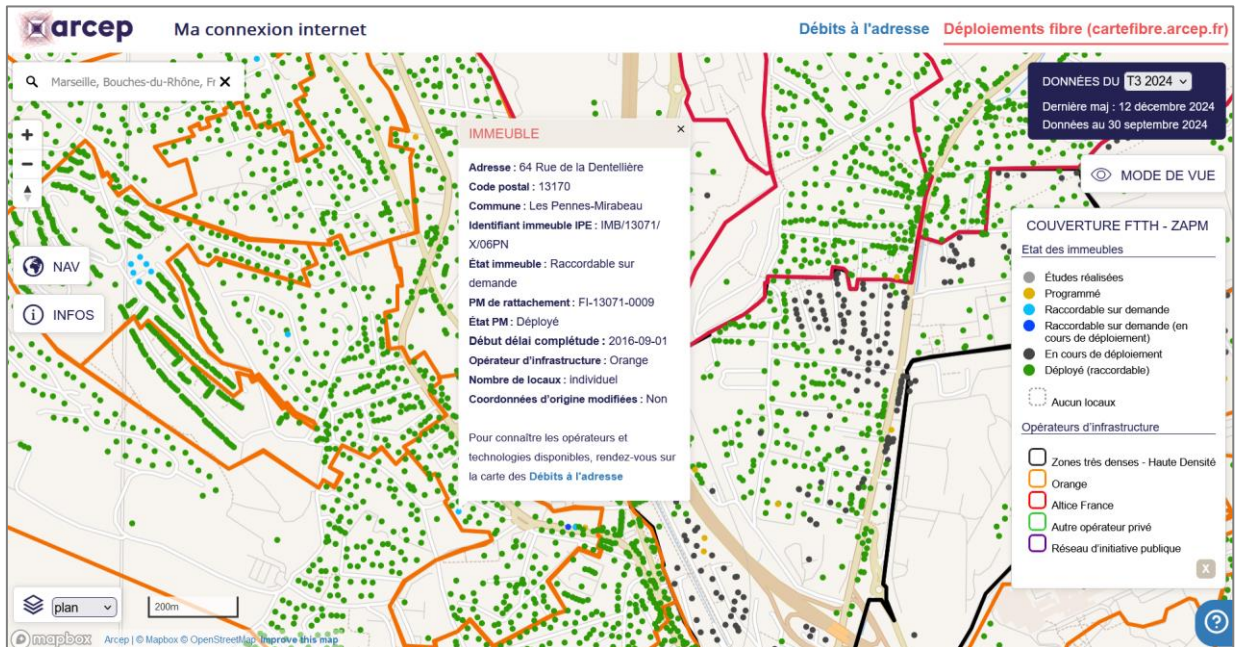 arcep
Ma connexion internet
Débits à l'adresse
Déploiements fibre (cartefibre.arcep.fr)
Marseille, Bouches-du-Rhône, Fr X
DONNÉES DU T3 2024
Dernière maj : 12 décembre 2024
Données au 30 septembre 2024
+
−
MODE DE VUE
NAV
INFOS
IMMEUBLE ×
Adresse : 64 Rue de la Dentellière
Code postal : 13170
Commune : Les Pennes-Mirabeau
Identifiant immeuble IPE : IMB/13071/
X/06PN
État immeuble : Raccordable sur
demande
PM de rattachement : FI-13071-0009
État PM : Déployé
Début délai complétude : 2016-09-01
Opérateur d'infrastructure : Orange
Nombre de locaux : individuel
Coordonnées d'origine modifiées : Non
Pour connaître les opérateurs et
technologies disponibles, rendez-vous sur
la carte des Débits à l'adresse
COUVERTURE FTTH - ZAPM
Etat des immeubles
Études réalisées
Programmé
Raccordable sur demande
Raccordable sur demande (en
cours de déploiement)
En cours de déploiement
Déployé (raccordable)
Aucun locaux
Opérateurs d'infrastructure
Zones très denses - Haute Densité
Orange
Altice France
Autre opérateur privé
Réseau d'initiative publique
X
plan
200m
?
mapbox
Arcep | © Mapbox © OpenStreetMap Improve this map